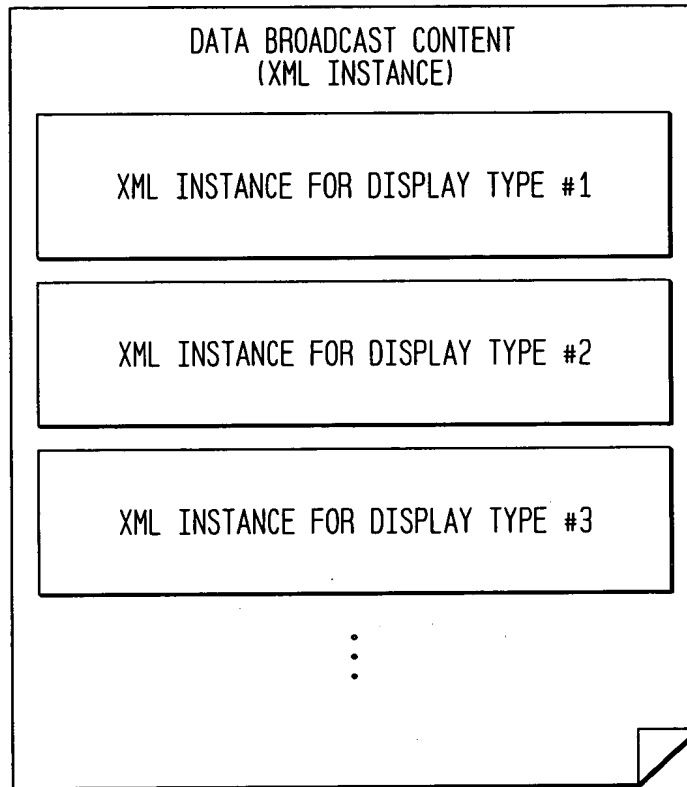 DATA BROADCAST CONTENT
(XML INSTANCE)
XML INSTANCE FOR DISPLAY TYPE #1
XML INSTANCE FOR DISPLAY TYPE #2
XML INSTANCE FOR DISPLAY TYPE #3